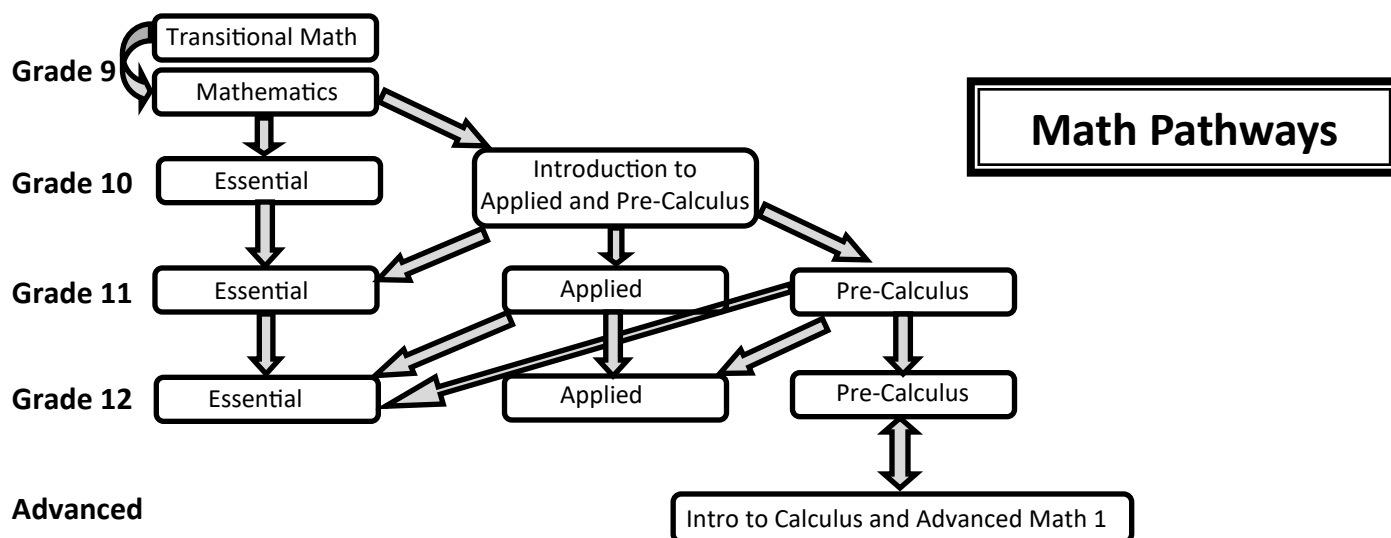 Transitional Math
Grade 9
Mathematics
Math Pathways
Grade 10
Essential
Introduction to
Applied and Pre-Calculus
Grade 11
Essential
Applied
Pre-Calculus
Grade 12
Essential
Applied
Pre-Calculus
Advanced
Intro to Calculus and Advanced Math 1